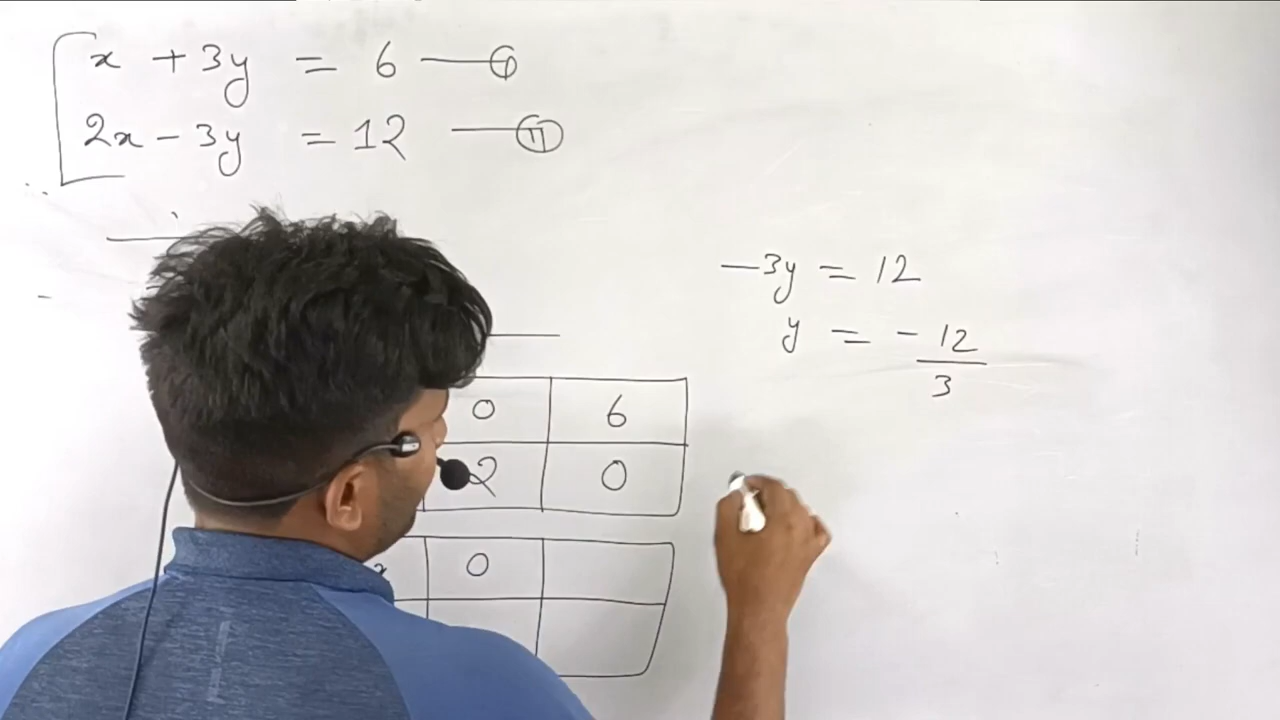 x + 3y = 6 — I
2x - 3y = 12 — II
-3y = 12
y = - 12/3
0 6
2 0
x 0